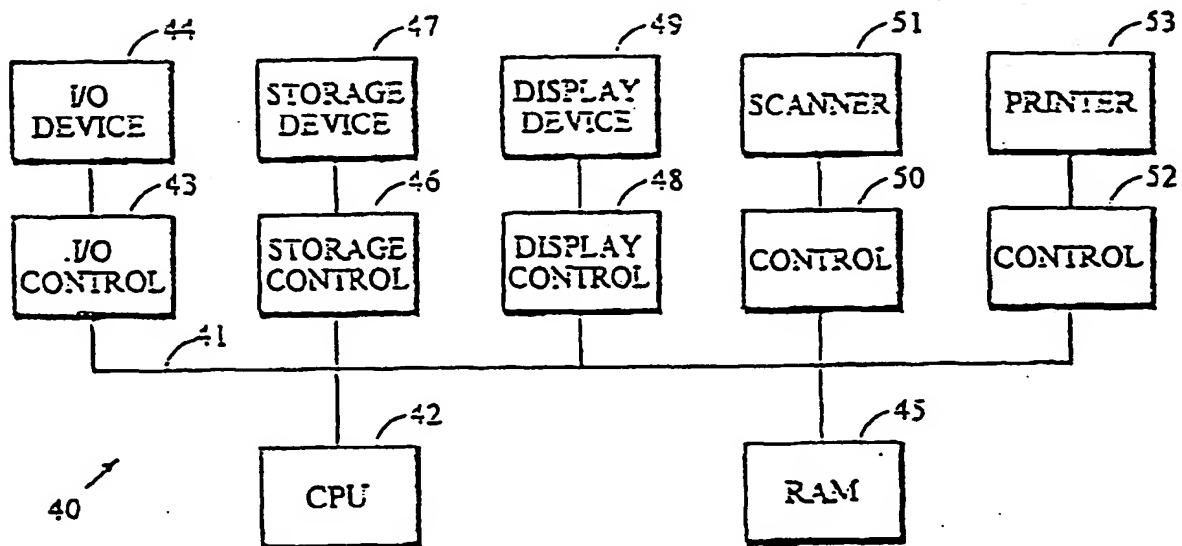 44
47
49
51
53
I/O
DEVICE
STORAGE
DEVICE
DISPLAY
DEVICE
SCANNER
PRINTER
43
46
48
50
52
I/O
CONTROL
STORAGE
CONTROL
DISPLAY
CONTROL
CONTROL
CONTROL
41
42
45
CPU
RAM
40